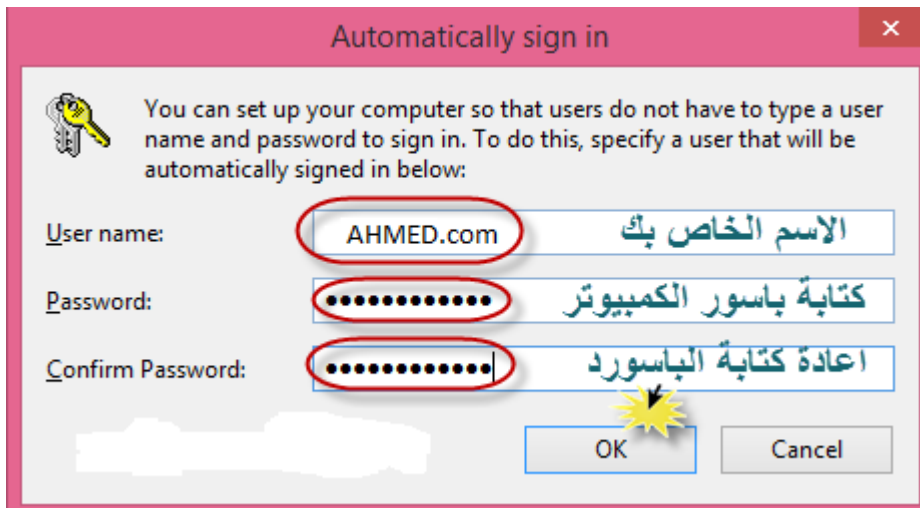 Automatically sign in
You can set up your computer so that users do not have to type a user
name and password to sign in. To do this, specify a user that will be
automatically signed in below:
User name: AHMED.com الاسم الخاص بك
Password: •••••••••••• كتابة باسور الكمبيوتر
Confirm Password: •••••••••••• اعادة كتابة الباسورد
OK Cancel